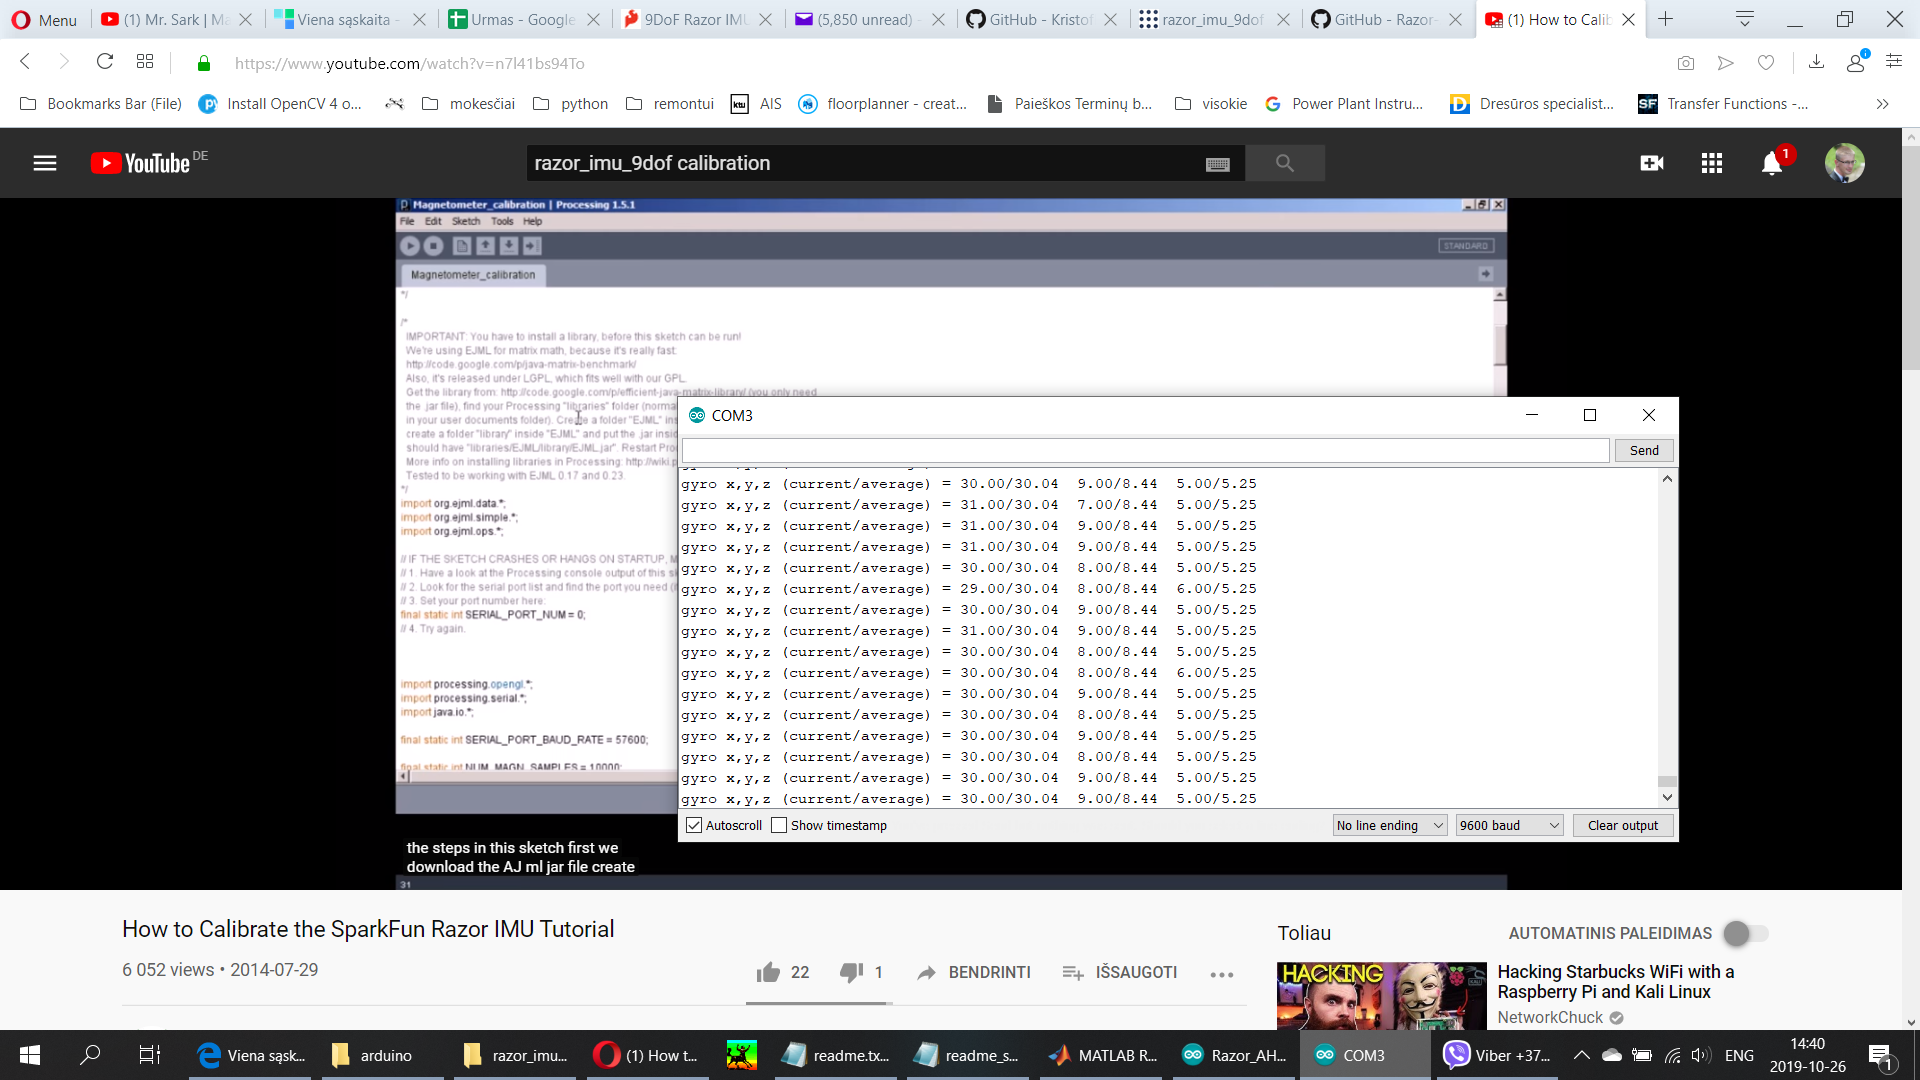 Menu
(1) Mr. Sark | Ma
Viena sąskaita -
Urmas - Google
9DoF Razor IMU
(5,850 unread) -
GitHub - Kristof
razor_imu_9dof
GitHub - Razor-
(1) How to Calib
https://www.youtube.com/watch?v=n7l41bs94To
Bookmarks Bar (File)
Install OpenCV 4 o...
mokesčiai
python
remontui
ktu
AIS
floorplanner - creat...
Paieškos Terminų b...
visokie
Power Plant Instru...
Dresūros specialist...
SF
Transfer Functions -...
YouTube DE
razor_imu_9dof calibration
1
Magnetometer_calibration | Processing 1.5.1
File Edit Sketch Tools Help
STANDARD
Magnetometer_calibration
*/
/*
IMPORTANT: You have to install a library, before this sketch can be run!
We're using EJML for matrix math, because it's really fast:
http://code.google.com/p/java-matrix-benchmark/
Also, it's released under LGPL, which fits well with our GPL.
Get the library from: http://code.google.com/p/efficient-java-matrix-library/ (you only need
the .jar file), find your Processing "libraries" folder (norma
in your user documents folder). Create a folder "EJML" ins
create a folder "library" inside "EJML" and put the .jar insid
should have "libraries/EJML/library/EJML.jar". Restart Pro
More info on installing libraries in Processing: http://wiki.p
Tested to be working with EJML 0.17 and 0.23.
*/
import org.ejml.data.*;
import org.ejml.simple.*;
import org.ejml.ops.*;
// IF THE SKETCH CRASHES OR HANGS ON STARTUP, M
// 1. Have a look at the Processing console output of this sk
// 2. Look for the serial port list and find the port you need (i
// 3. Set your port number here:
final static int SERIAL_PORT_NUM = 0;
// 4. Try again.
import processing.opengl.*;
import processing.serial.*;
import java.io.*;
final static int SERIAL_PORT_BAUD_RATE = 57600;
final static int NUM_MAGN_SAMPLES = 10000;
31
the steps in this sketch first we
download the AJ ml jar file create
COM3
Send
gyro x,y,z (current/average) = 30.00/30.04 9.00/8.44 5.00/5.25
gyro x,y,z (current/average) = 31.00/30.04 7.00/8.44 5.00/5.25
gyro x,y,z (current/average) = 31.00/30.04 9.00/8.44 5.00/5.25
gyro x,y,z (current/average) = 31.00/30.04 9.00/8.44 5.00/5.25
gyro x,y,z (current/average) = 30.00/30.04 8.00/8.44 5.00/5.25
gyro x,y,z (current/average) = 29.00/30.04 8.00/8.44 6.00/5.25
gyro x,y,z (current/average) = 30.00/30.04 9.00/8.44 5.00/5.25
gyro x,y,z (current/average) = 31.00/30.04 9.00/8.44 5.00/5.25
gyro x,y,z (current/average) = 30.00/30.04 8.00/8.44 5.00/5.25
gyro x,y,z (current/average) = 30.00/30.04 8.00/8.44 6.00/5.25
gyro x,y,z (current/average) = 30.00/30.04 9.00/8.44 5.00/5.25
gyro x,y,z (current/average) = 30.00/30.04 8.00/8.44 5.00/5.25
gyro x,y,z (current/average) = 30.00/30.04 9.00/8.44 5.00/5.25
gyro x,y,z (current/average) = 30.00/30.04 8.00/8.44 5.00/5.25
gyro x,y,z (current/average) = 30.00/30.04 9.00/8.44 5.00/5.25
gyro x,y,z (current/average) = 30.00/30.04 9.00/8.44 5.00/5.25
Autoscroll
Show timestamp
No line ending
9600 baud
Clear output
How to Calibrate the SparkFun Razor IMU Tutorial
6 052 views • 2014-07-29
22
1
BENDRINTI
IŠSAUGOTI
Toliau
AUTOMATINIS PALEIDIMAS
HACKING
Hacking Starbucks WiFi with a
Raspberry Pi and Kali Linux
NetworkChuck
Viena sąsk...
arduino
razor_imu...
(1) How t...
readme.tx...
readme_s...
MATLAB R...
Razor_AH...
COM3
Viber +37...
ENG
14:40
2019-10-26
1